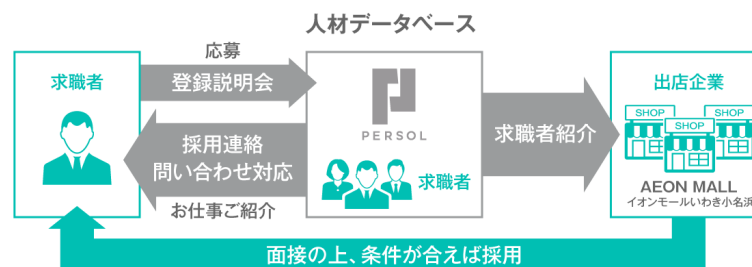 人材データベース
求職者
応募
登録説明会
採用連絡
問い合わせ対応
お仕事ご紹介
PERSOL
求職者
求職者紹介
出店企業
SHOP
SHOP
SHOP
AEON MALL
イオンモールいわき小名浜
面接の上、条件が合えば採用